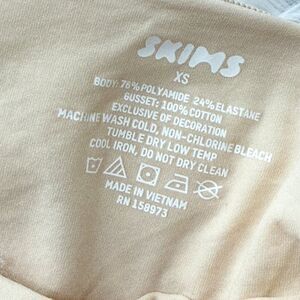 SKIMS
XS
BODY: 76% POLYAMIDE 24% ELASTANE
GUSSET: 100% COTTON
EXCLUSIVE OF DECORATION
MACHINE WASH COLD, NON-CHLORINE BLEACH
TUMBLE DRY LOW TEMP
COOL IRON, DO NOT DRY CLEAN
MADE IN VIETNAM
RN 158973